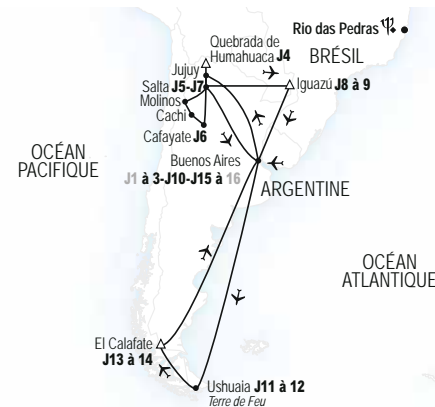 Quebrada de
Humahuaca J4
Rio das Pedras
BRÉSIL
Jujuy
Salta J5-J7
Iguazú J8 à 9
Molinos
Cachi
Cafayate J6
OCÉAN
PACIFIQUE
Buenos Aires
J1 à 3-J10-J15 à 16
ARGENTINE
OCÉAN
ATLANTIQUE
El Calafate
J13 à 14
Ushuaia J11 à 12
Terre de Feu